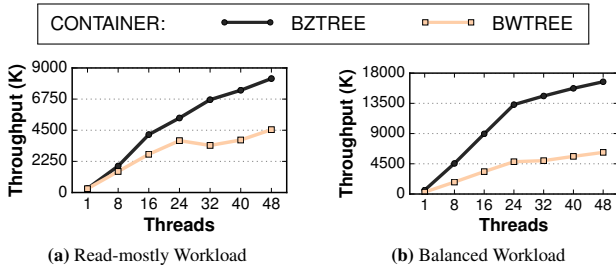 CONTAINER: BZTREE BWTREE
Throughput (K)
9000
6750
4500
2250
0
1 8 16 24 32 40 48
Threads
(a) Read-mostly Workload
Throughput (K)
18000
13500
9000
4500
0
1 8 16 24 32 40 48
Threads
(b) Balanced Workload